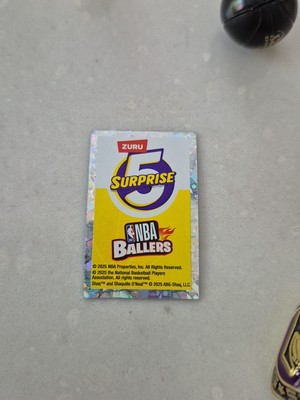 ZURU
5
SURPRISE
NBA
BALLERS
© 2025 NBA Properties, Inc. All Rights Reserved.
© 2025 the National Basketball Players
Association. All rights reserved.
Shaq™ and Shaquille O'Neal™ © 2025 ABG-Shaq, LLC.